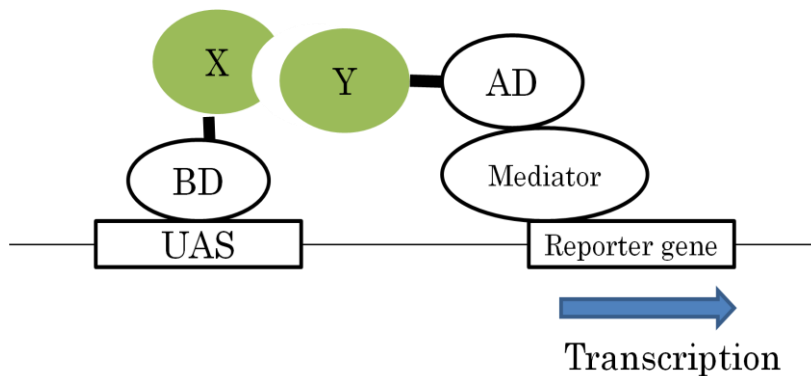 X
Y
AD
BD
Mediator
UAS
Reporter gene
Transcription